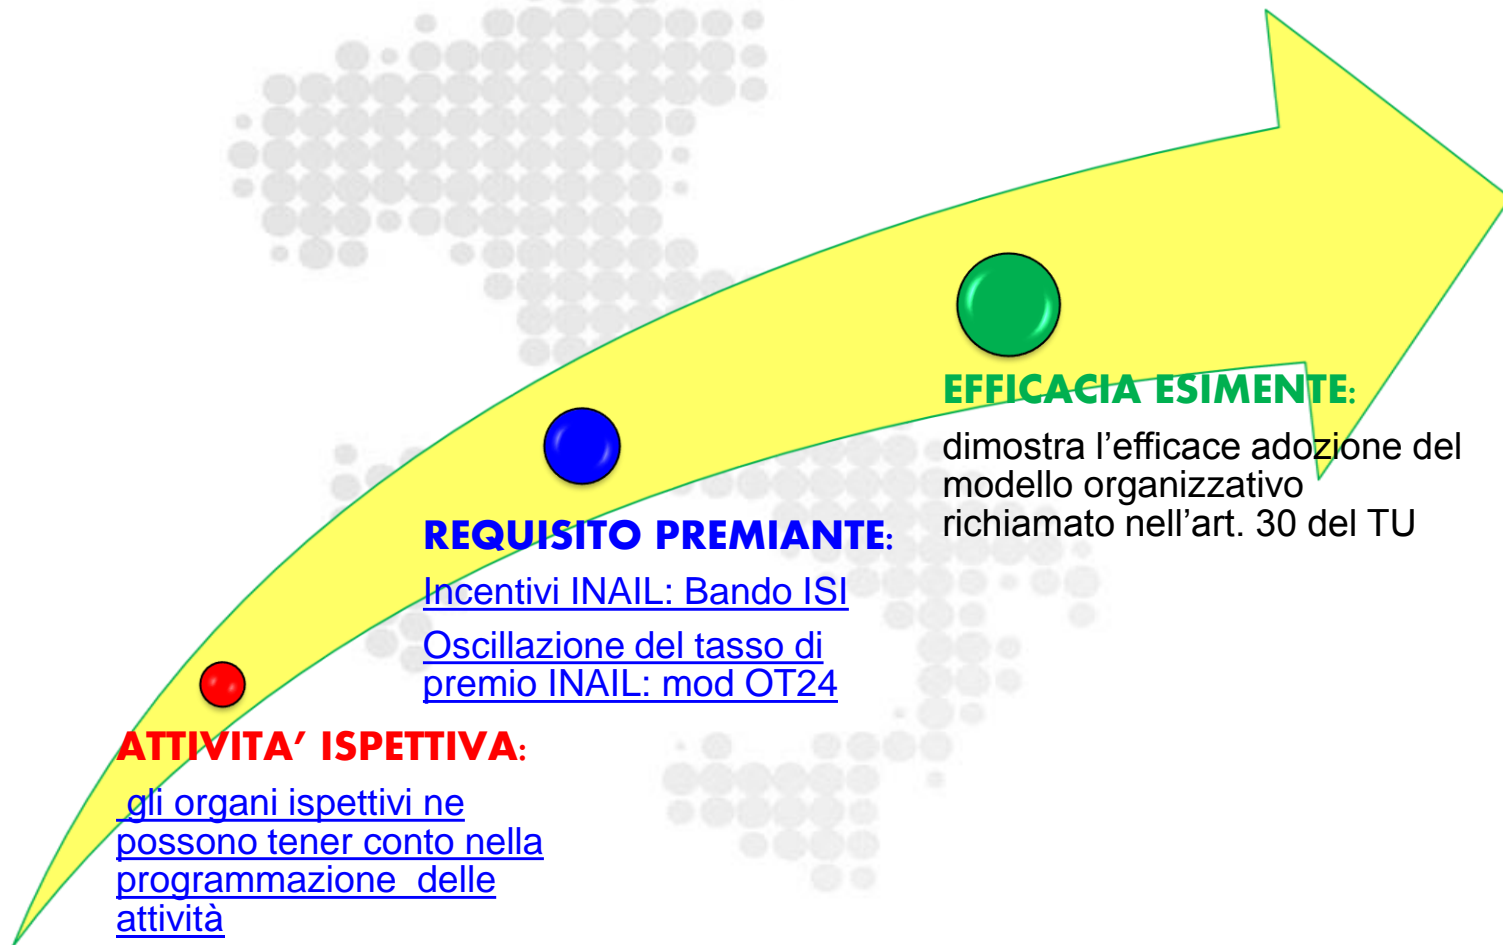 EFFICACIA ESIMENTE:
dimostra l’efficace adozione del
modello organizzativo
richiamato nell’art. 30 del TU
REQUISITO PREMIANTE:
Incentivi INAIL: Bando ISI
Oscillazione del tasso di
premio INAIL: mod OT24
ATTIVITA’ ISPETTIVA:
gli organi ispettivi ne
possono tener conto nella
programmazione delle
attività